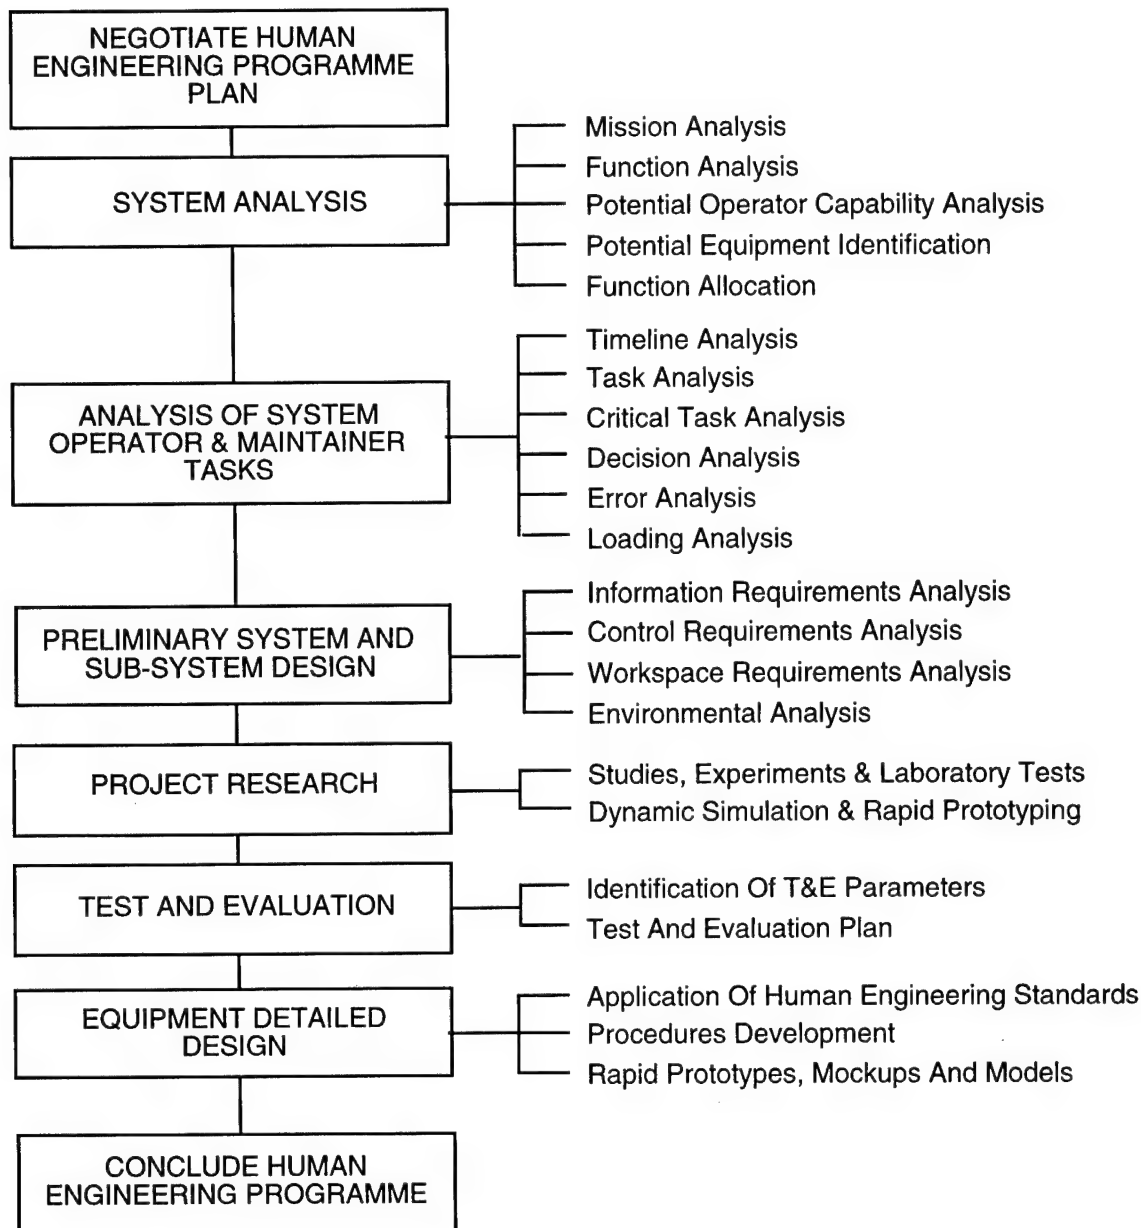 NEGOTIATE HUMAN
ENGINEERING PROGRAMME
PLAN
SYSTEM ANALYSIS
Mission Analysis
Function Analysis
Potential Operator Capability Analysis
Potential Equipment Identification
Function Allocation
ANALYSIS OF SYSTEM
OPERATOR & MAINTAINER
TASKS
Timeline Analysis
Task Analysis
Critical Task Analysis
Decision Analysis
Error Analysis
Loading Analysis
PRELIMINARY SYSTEM AND
SUB-SYSTEM DESIGN
Information Requirements Analysis
Control Requirements Analysis
Workspace Requirements Analysis
Environmental Analysis
PROJECT RESEARCH
Studies, Experiments & Laboratory Tests
Dynamic Simulation & Rapid Prototyping
TEST AND EVALUATION
Identification Of T&E Parameters
Test And Evaluation Plan
EQUIPMENT DETAILED
DESIGN
Application Of Human Engineering Standards
Procedures Development
Rapid Prototypes, Mockups And Models
CONCLUDE HUMAN
ENGINEERING PROGRAMME